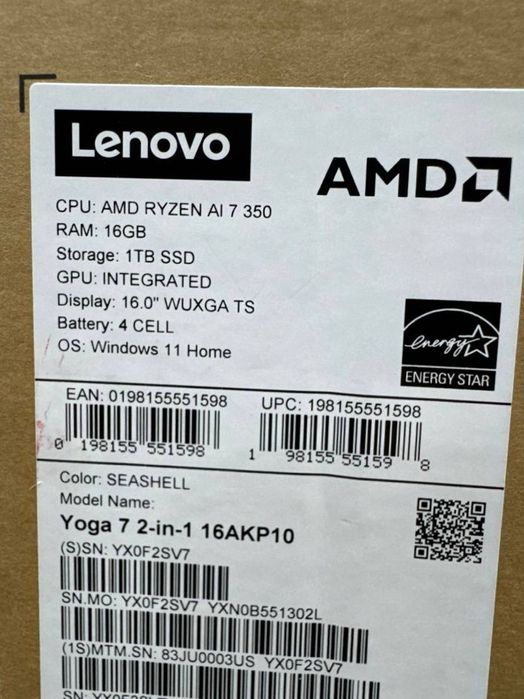 Lenovo
AMD
CPU: AMD RYZEN AI 7 350
RAM: 16GB
Storage: 1TB SSD
GPU: INTEGRATED
Display: 16.0" WUXGA TS
Battery: 4 CELL
OS: Windows 11 Home
energy
ENERGY STAR
EAN: 0198155551598
0 198155 551598
UPC: 198155551598
1 98155 55159 8
Color: SEASHELL
Model Name:
Yoga 7 2-in-1 16AKP10
(S)SN: YX0F2SV7
SN.MO: YX0F2SV7 YXN0B551302L
(1S)MTM.SN: 83JU0003US YX0F2SV7